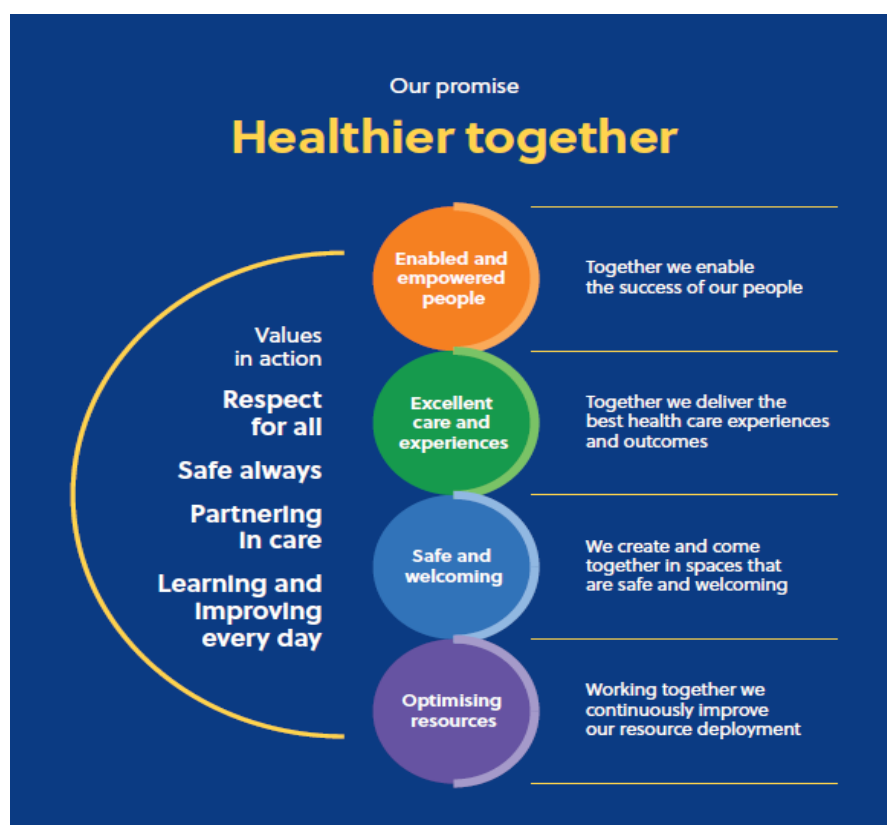 Our promise
Healthier together
Values
in action
Respect
for all
Safe always
Partnering
in care
Learning and
improving
every day
Enabled and
empowered
people
Together we enable
the success of our people
Excellent
care and
experiences
Together we deliver the
best health care experiences
and outcomes
Safe and
welcoming
We create and come
together in spaces that
are safe and welcoming
Optimising
resources
Working together we
continuously improve
our resource deployment